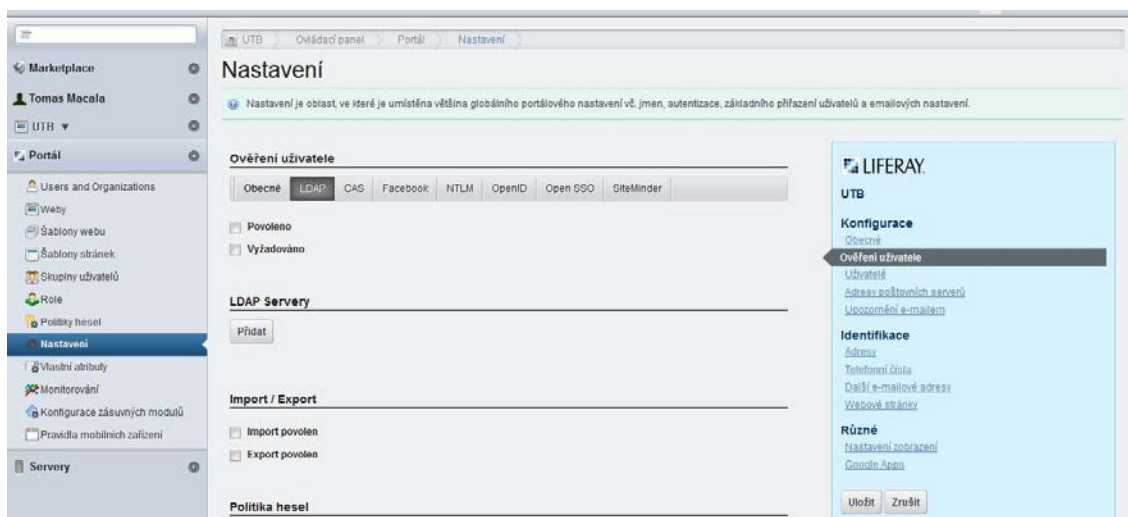 UTB Ovládací panel Portál Nastavení
Marketplace
Tomas Macala
UTB ▼
Portál
Users and Organizations
Weby
Šablony webu
Šablony stránek
Skupiny uživatelů
Role
Politiky hesel
Nastavení
Vlastní atributy
Monitorování
Konfigurace zásuvných modulů
Pravidla mobilních zařízení
Servery
Nastavení
Nastavení je oblast, ve které je umístěna většina globálního portálového nastavení vč. jmen, autentizace, základního přiřazení uživatelů a emailových nastavení.
Ověření uživatele
Obecné LDAP CAS Facebook NTLM OpenID Open SSO SiteMinder
Povoleno
Vyžadováno
LDAP Servery
Přidat
Import / Export
Import povolen
Export povolen
Politika hesel
LIFERAY.
UTB
Konfigurace
Obecné
Ověření uživatele
Uživatelé
Adresy poštovních serverů
Upozornění e-mailem
Identifikace
Adresy
Telefonní čísla
Další e-mailové adresy
Webové stránky
Různé
Nastavení zobrazení
Google Apps
Uložit Zrušit